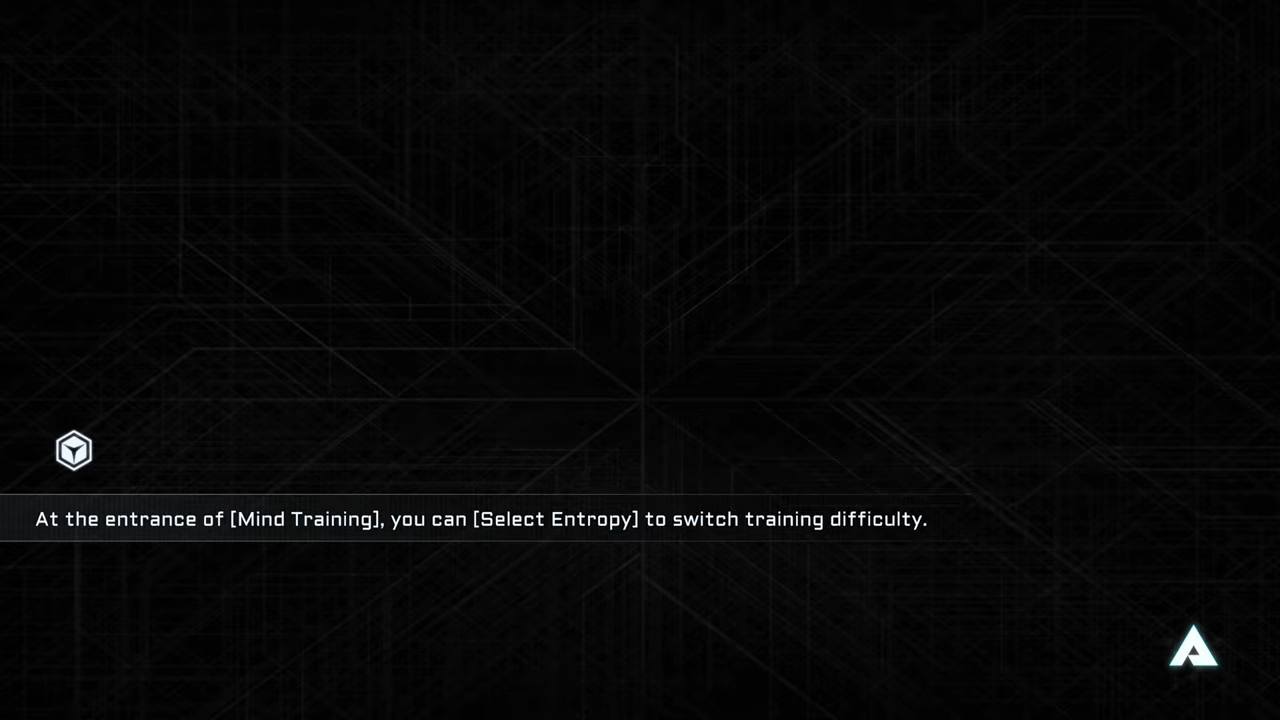 At the entrance of [Mind Training], you can [Select Entropy] to switch training difficulty.